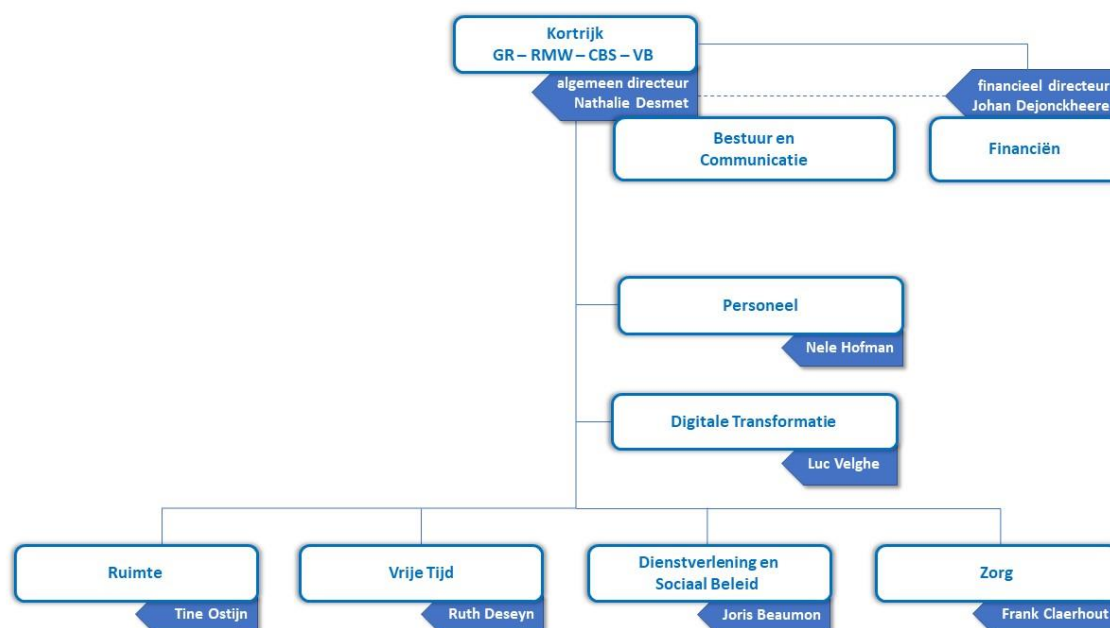 Kortrijk
GR – RMW – CBS – VB
algemeen directeur
Nathalie Desmet
financieel directeur
Johan Dejonckheere
Bestuur en
Communicatie
Financiën
Personeel
Nele Hofman
Digitale Transformatie
Luc Velghe
Ruimte
Tine Ostijn
Vrije Tijd
Ruth Deseyn
Dienstverlening en
Sociaal Beleid
Joris Beaumon
Zorg
Frank Claerhout